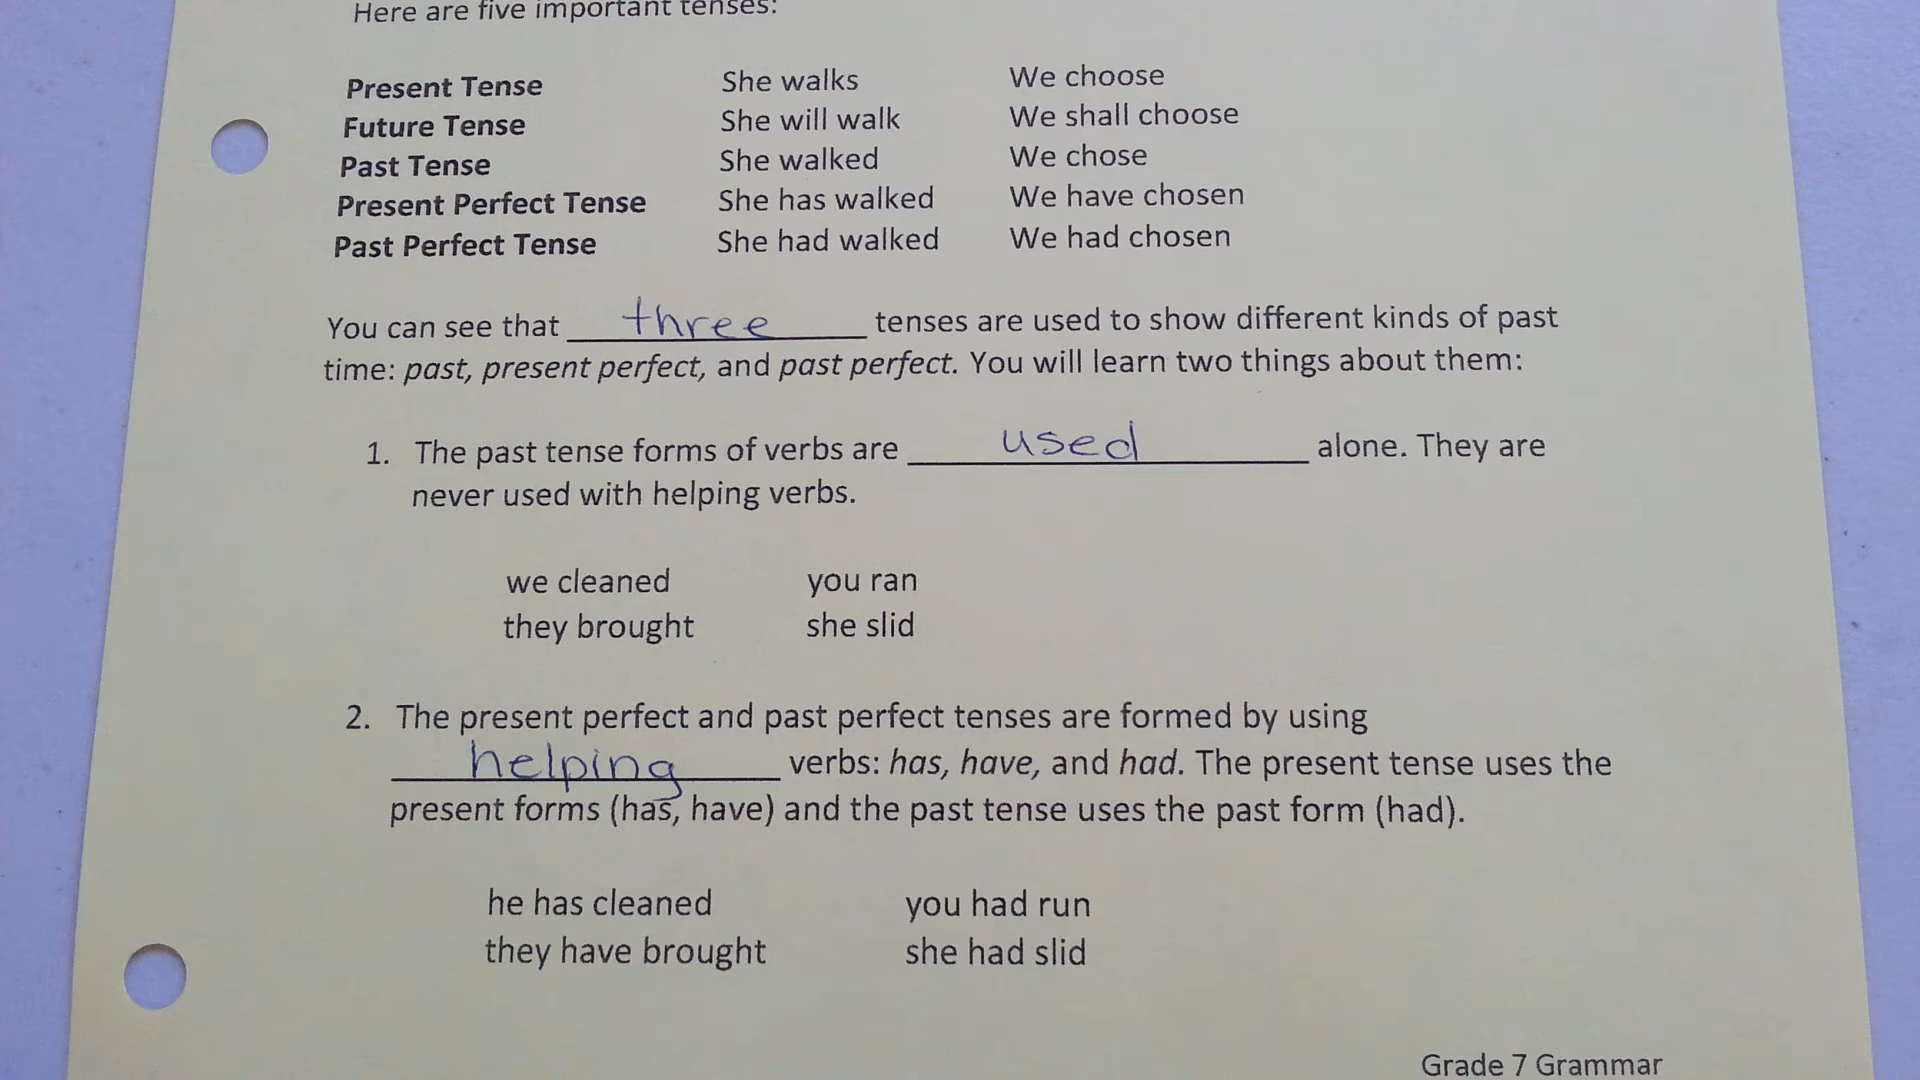 Here are five important tenses:
Present Tense She walks We choose
Future Tense She will walk We shall choose
Past Tense She walked We chose
Present Perfect Tense She has walked We have chosen
Past Perfect Tense She had walked We had chosen
You can see that three tenses are used to show different kinds of past
time: past, present perfect, and past perfect. You will learn two things about them:
1. The past tense forms of verbs are used alone. They are
never used with helping verbs.
we cleaned you ran
they brought she slid
2. The present perfect and past perfect tenses are formed by using
helping verbs: has, have, and had. The present tense uses the
present forms (has, have) and the past tense uses the past form (had).
he has cleaned you had run
they have brought she had slid
Grade 7 Grammar